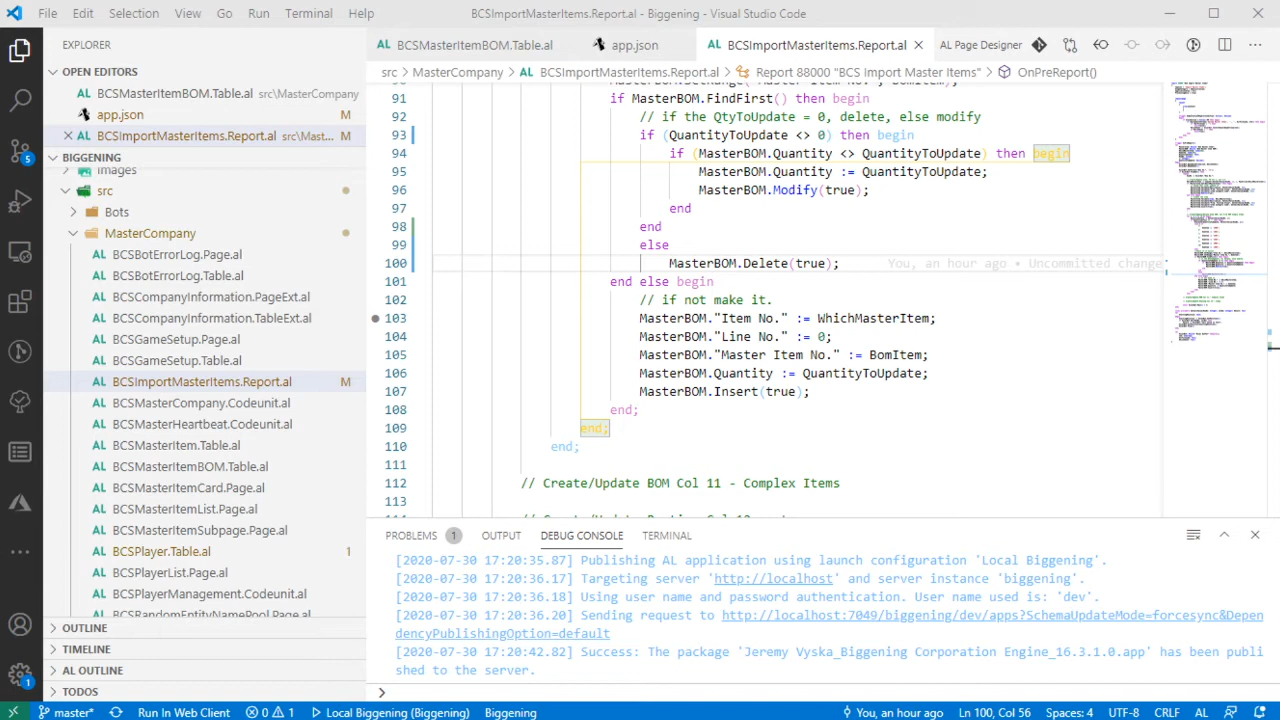 File Edit Selection View Go Run Terminal Help BCSImportMasterItems.Report.al - Biggening - Visual Studio Code
EXPLORER
BCSMasterItemBOM.Table.al app.json BCSImportMasterItems.Report.al AL Page Designer
OPEN EDITORS
BCSMasterItemBOM.Table.al src\MasterCompany
app.json M
BCSImportMasterItems.Report.al src\Mast... M
BIGGENING
images
src
Bots
MasterCompany
BCSBotErrorLog.Page.al
BCSBotErrorLog.Table.al
BCSCompanyInformation.PageExt.al
BCSCompanyInformation.TableExt.al
BCSGameSetup.Page.al
BCSGameSetup.Table.al
BCSImportMasterItems.Report.al M
BCSMasterCompany.Codeunit.al
BCSMasterHeartbeat.Codeunit.al
BCSMasterItem.Table.al
BCSMasterItemBOM.Table.al
BCSMasterItemCard.Page.al
BCSMasterItemList.Page.al
BCSMasterItemSubpage.Page.al
BCSPlayer.Table.al 1
BCSPlayerList.Page.al
BCSPlayerManagement.Codeunit.al
BCSRandomEntityNamePool.Page.al
OUTLINE
TIMELINE
AL OUTLINE
TODOS
5
1
src > MasterCompany > BCSImportMasterItems.Report.al > Report 88000 "BCS Import Master Items" > OnPreReport()
91 if MasterBOM.FindFirst() then begin
92 // if the QtyToUpdate = 0, delete, else modify
93 if (QuantityToUpdate <> 0) then begin
94 if (MasterBOM.Quantity <> QuantityToUpdate) then begin
95 MasterBOM.Quantity := QuantityToUpdate;
96 MasterBOM.Modify(true);
97 end
98 end
99 else
100 MasterBOM.Delete(true); You, an hour ago • Uncommitted change
101 end else begin
102 // if not make it.
103 MasterBOM."Item No." := WhichMasterItem;
104 MasterBOM."Link No." := 0;
105 MasterBOM."Master Item No." := BomItem;
106 MasterBOM.Quantity := QuantityToUpdate;
107 MasterBOM.Insert(true);
108 end;
109 end;
110 end;
111
112 // Create/Update BOM Col 11 - Complex Items
113
PROBLEMS 1 OUTPUT DEBUG CONSOLE TERMINAL
[2020-07-30 17:20:35.87] Publishing AL application using launch configuration 'Local Biggening'.
[2020-07-30 17:20:36.17] Targeting server 'http://localhost' and server instance 'biggening'.
[2020-07-30 17:20:36.18] Using user name and password authentication. User name used is: 'dev'.
[2020-07-30 17:20:36.20] Sending request to http://localhost:7049/biggening/dev/apps?SchemaUpdateMode=forcesync&Depen
dencyPublishingOption=default
[2020-07-30 17:20:42.82] Success: The package 'Jeremy Vyska_Biggening Corporation Engine_16.3.1.0.app' has been publi
shed to the server.
master* Run In Web Client 0 1 Local Biggening (Biggening) Biggening You, an hour ago Ln 100, Col 56 Spaces: 4 UTF-8 CRLF AL